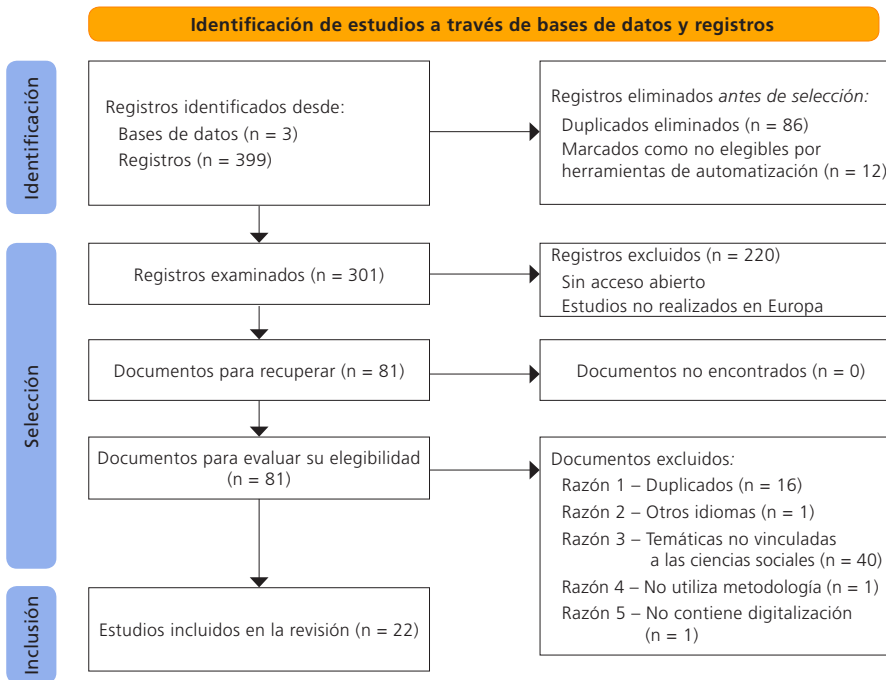 Identificación de estudios a través de bases de datos y registros
Identificación
Registros identificados desde:
Bases de datos (n = 3)
Registros (n = 399)
Registros eliminados antes de selección:
Duplicados eliminados (n = 86)
Marcados como no elegibles por
herramientas de automatización (n = 12)
Selección
Registros examinados (n = 301)
Registros excluidos (n = 220)
Sin acceso abierto
Estudios no realizados en Europa
Documentos para recuperar (n = 81)
Documentos no encontrados (n = 0)
Documentos para evaluar su elegibilidad
(n = 81)
Documentos excluidos:
Razón 1 – Duplicados (n = 16)
Razón 2 – Otros idiomas (n = 1)
Razón 3 – Temáticas no vinculadas
a las ciencias sociales (n = 40)
Razón 4 – No utiliza metodología (n = 1)
Razón 5 – No contiene digitalización
(n = 1)
Inclusión
Estudios incluidos en la revisión (n = 22)